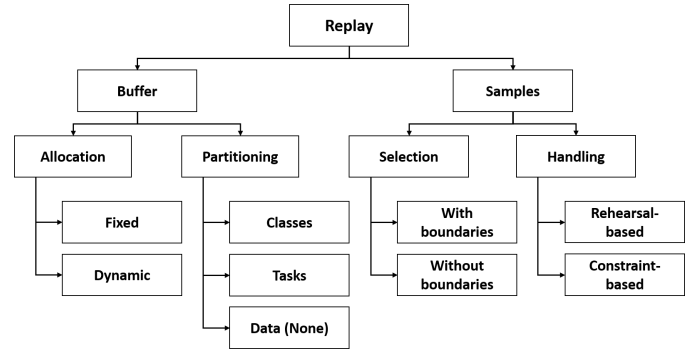 Replay
Buffer
Samples
Allocation
Partitioning
Selection
Handling
Fixed
Classes
With
boundaries
Rehearsal-
based
Dynamic
Tasks
Without
boundaries
Constraint-
based
Data (None)